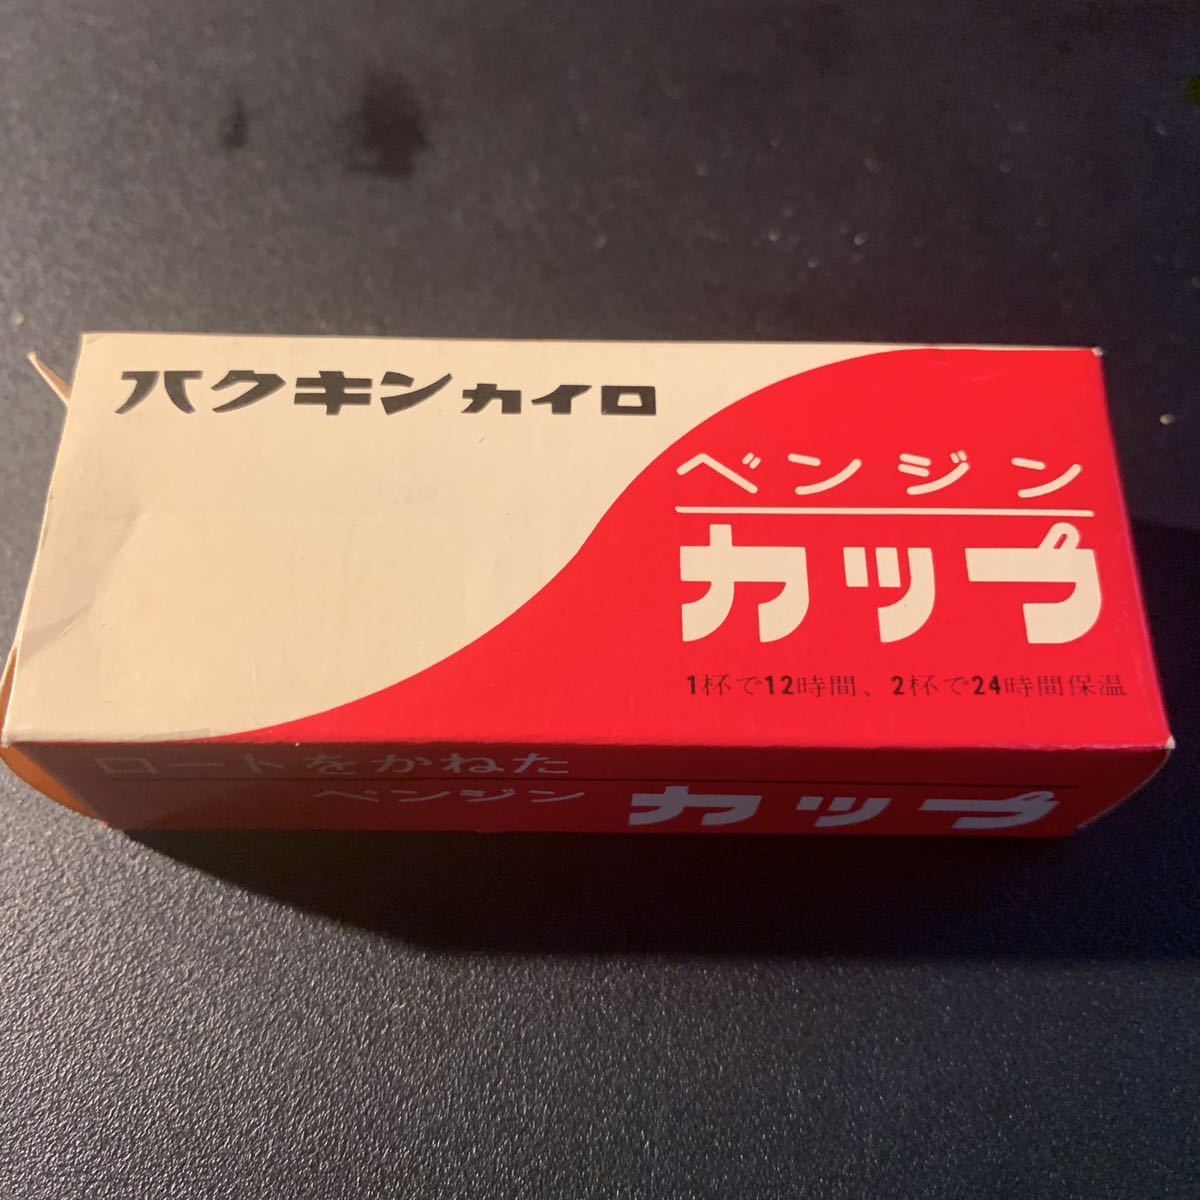 ハクキンカイロ
ベンジン
カップ
1杯で12時間、2杯で24時間保温
ロートをかねた
ベンジン カップ